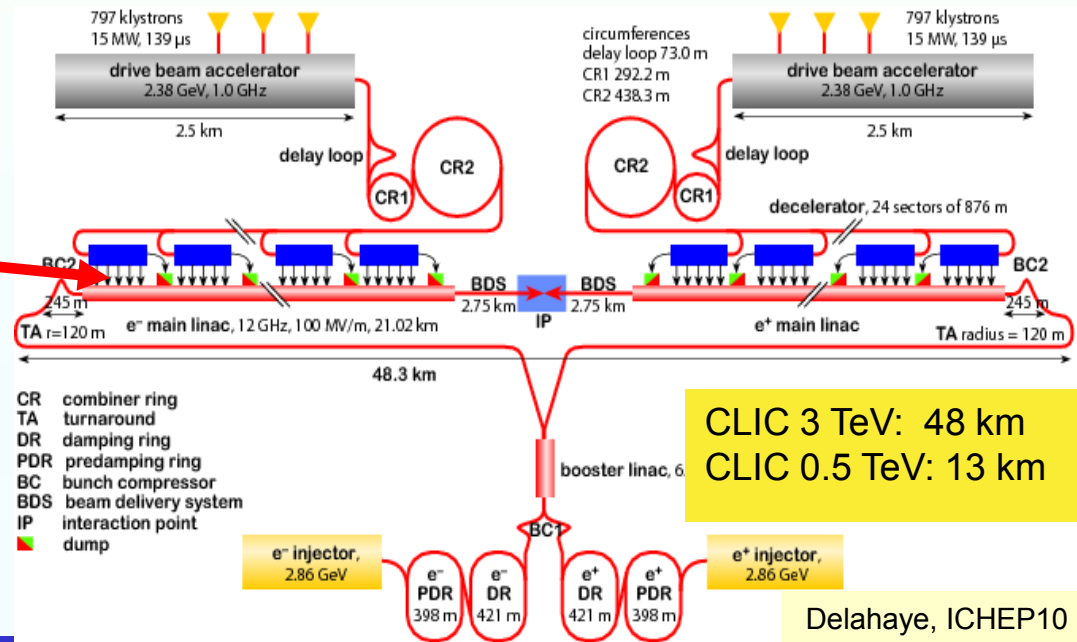 797 klystrons
15 MW, 139 μs
drive beam accelerator
2.38 GeV, 1.0 GHz
2.5 km
delay loop
CR1
CR2
circumferences
delay loop 73.0 m
CR1 292.2 m
CR2 438.3 m
797 klystrons
15 MW, 139 μs
drive beam accelerator
2.38 GeV, 1.0 GHz
2.5 km
delay loop
CR2
CR1
decelerator, 24 sectors of 876 m
BC2
245 m
TA r=120 m
e⁻ main linac, 12 GHz, 100 MV/m, 21.02 km
BDS
2.75 km
IP
BDS
2.75 km
e⁺ main linac
BC2
245 m
TA radius = 120 m
48.3 km
CR combiner ring
TA turnaround
DR damping ring
PDR predamping ring
BC bunch compressor
BDS beam delivery system
IP interaction point
dump
booster linac, 6.
CLIC 3 TeV: 48 km
CLIC 0.5 TeV: 13 km
BC1
e⁻ injector,
2.86 GeV
e⁻
PDR
398 m
e⁻
DR
421 m
e⁺
DR
421 m
e⁺
PDR
398 m
e⁺ injector,
2.86 GeV
Delahaye, ICHEP10